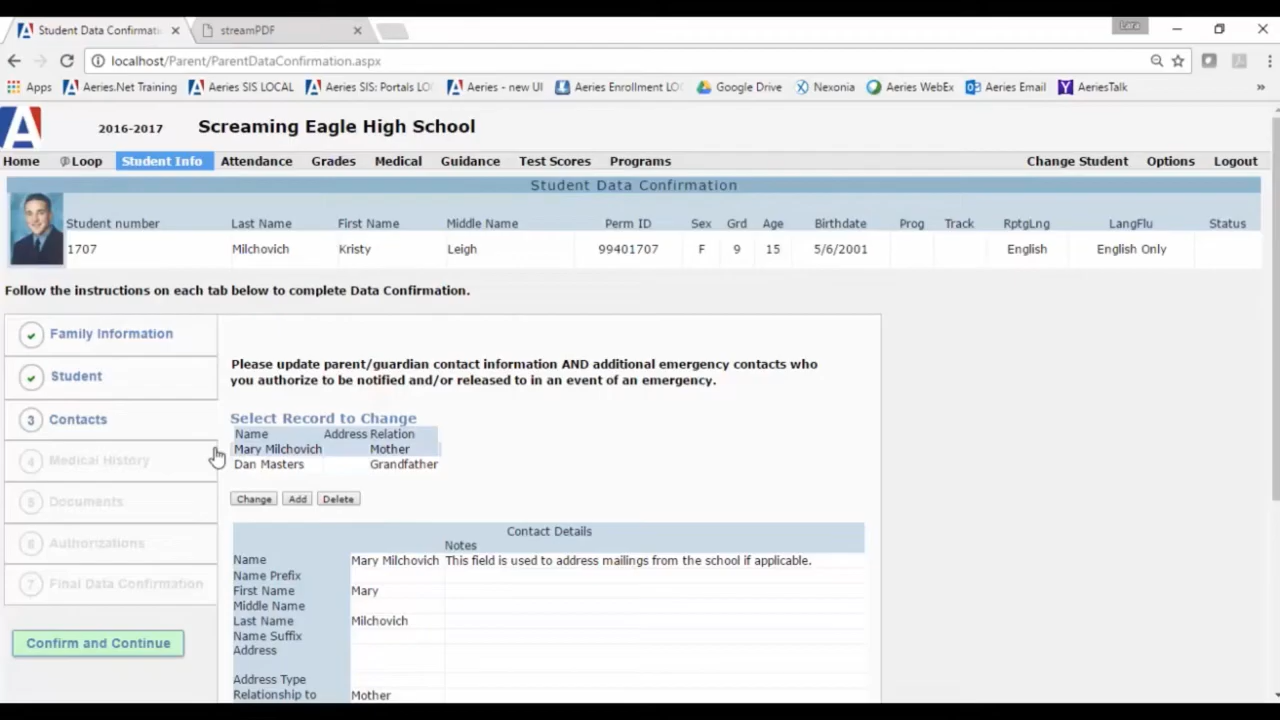 Student Data Confirmati
streamPDF
Lara
localhost/Parent/ParentDataConfirmation.aspx
Apps Aeries.Net Training Aeries SIS LOCAL Aeries SIS: Portals LO Aeries - new UI Aeries Enrollment LO Google Drive Nexonia Aeries WebEx Aeries Email AeriesTalk »
2016-2017 Screaming Eagle High School
Home Loop Student Info Attendance Grades Medical Guidance Test Scores Programs Change Student Options Logout
Student Data Confirmation
Student number Last Name First Name Middle Name Perm ID Sex Grd Age Birthdate Prog Track RptgLng LangFlu Status
1707 Milchovich Kristy Leigh 99401707 F 9 15 5/6/2001 English English Only
Follow the instructions on each tab below to complete Data Confirmation.
Family Information
Student
3 Contacts
4 Medical History
5 Documents
6 Authorizations
7 Final Data Confirmation
Confirm and Continue
Please update parent/guardian contact information AND additional emergency contacts who
you authorize to be notified and/or released to in an event of an emergency.
Select Record to Change
Name Address Relation
Mary Milchovich Mother
Dan Masters Grandfather
Change Add Delete
Contact Details
Notes
Name Mary Milchovich This field is used to address mailings from the school if applicable.
Name Prefix
First Name Mary
Middle Name
Last Name Milchovich
Name Suffix
Address
Address Type
Relationship to Mother